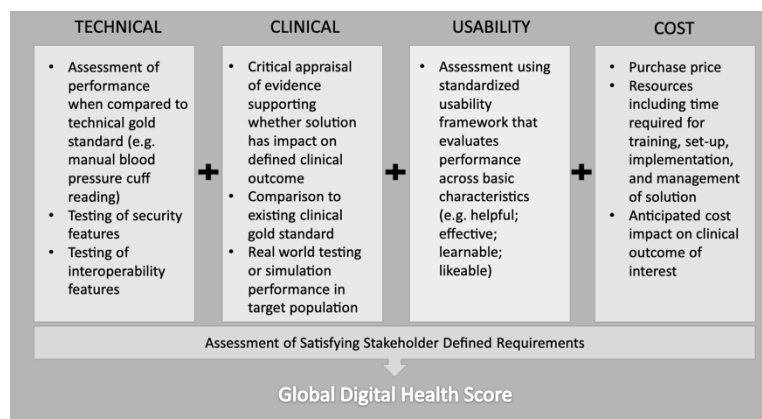 TECHNICAL
• Assessment of
performance
when compared to
technical gold
standard (e.g.
manual blood
pressure cuff
reading)
• Testing of security
features
• Testing of
interoperability
features
+
CLINICAL
• Critical appraisal
of evidence
supporting
whether solution
has impact on
defined clinical
outcome
• Comparison to
existing clinical
gold standard
• Real world testing
or simulation
performance in
target population
+
USABILITY
• Assessment using
standardized
usability
framework that
evaluates
performance
across basic
characteristics
(e.g. helpful;
effective;
learnable;
likeable)
+
COST
• Purchase price
• Resources
including time
required for
training, set-up,
implementation,
and management
of solution
• Anticipated cost
impact on clinical
outcome of
interest
Assessment of Satisfying Stakeholder Defined Requirements
Global Digital Health Score